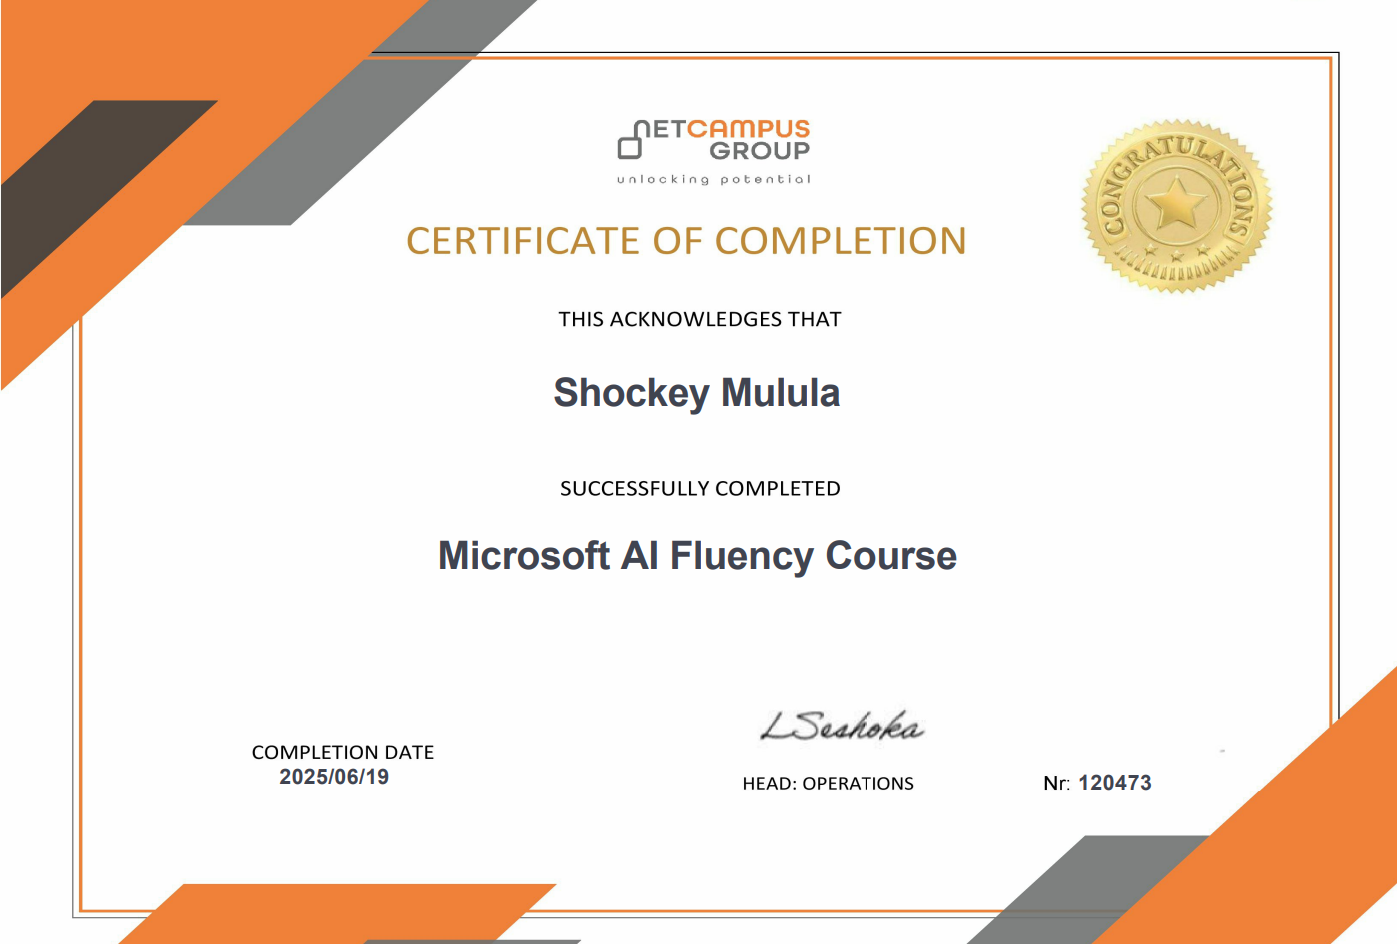 NETCAMPUS
GROUP
unlocking potential
CONGRATULATIONS
CERTIFICATE OF COMPLETION
THIS ACKNOWLEDGES THAT
Shockey Mulula
SUCCESSFULLY COMPLETED
Microsoft AI Fluency Course
LSeshoka
COMPLETION DATE
2025/06/19
HEAD: OPERATIONS
Nr: 120473